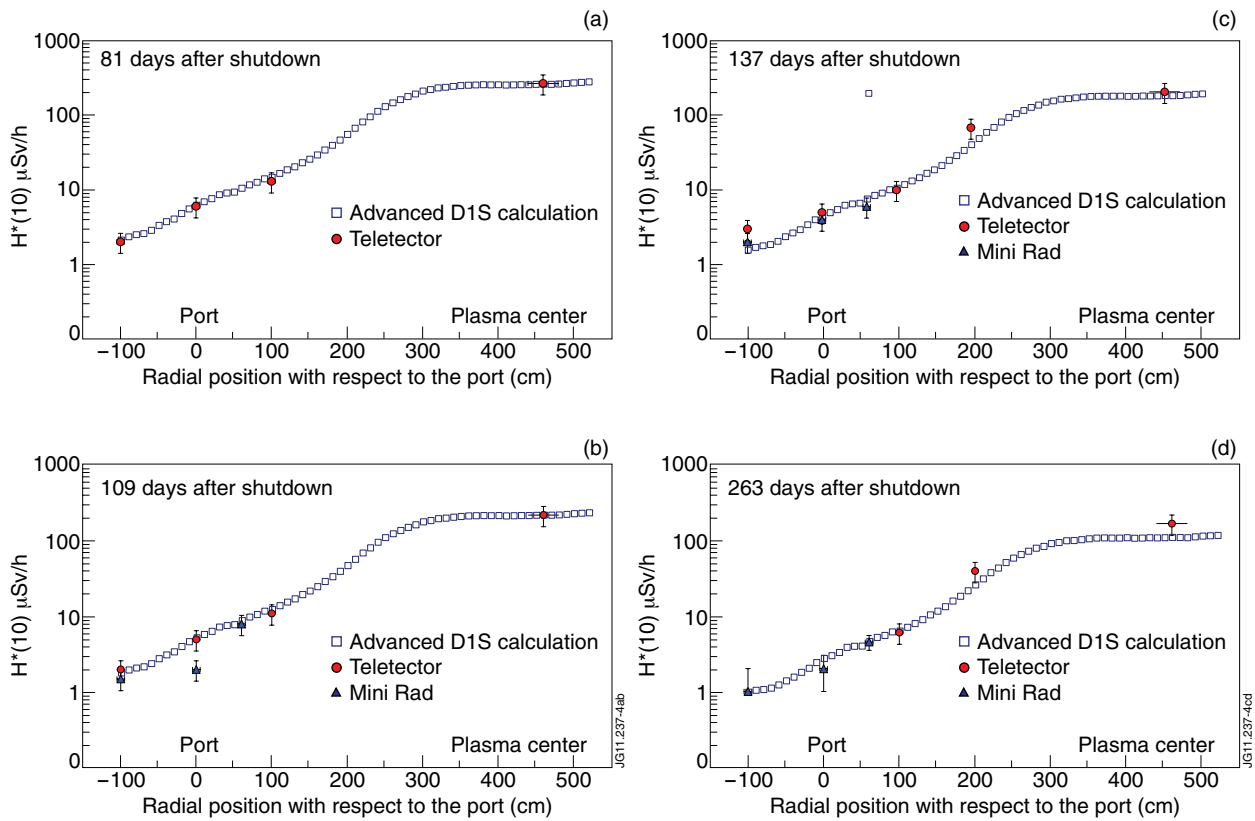 (a)
1000
100
10
1
0
H*(10) µSv/h
81 days after shutdown
Advanced D1S calculation
Teletector
Port
Plasma center
−100 0 100 200 300 400 500
Radial position with respect to the port (cm)
(c)
1000
100
10
1
0
H*(10) µSv/h
137 days after shutdown
Advanced D1S calculation
Teletector
Mini Rad
Port
Plasma center
−100 0 100 200 300 400 500
Radial position with respect to the port (cm)
(b)
1000
100
10
1
0
H*(10) µSv/h
109 days after shutdown
Advanced D1S calculation
Teletector
Mini Rad
Port
Plasma center
−100 0 100 200 300 400 500
Radial position with respect to the port (cm)
JG11.237-4ab
(d)
1000
100
10
1
0
H*(10) µSv/h
263 days after shutdown
Advanced D1S calculation
Teletector
Mini Rad
Port
Plasma center
−100 0 100 200 300 400 500
Radial position with respect to the port (cm)
JG11.237-4cd